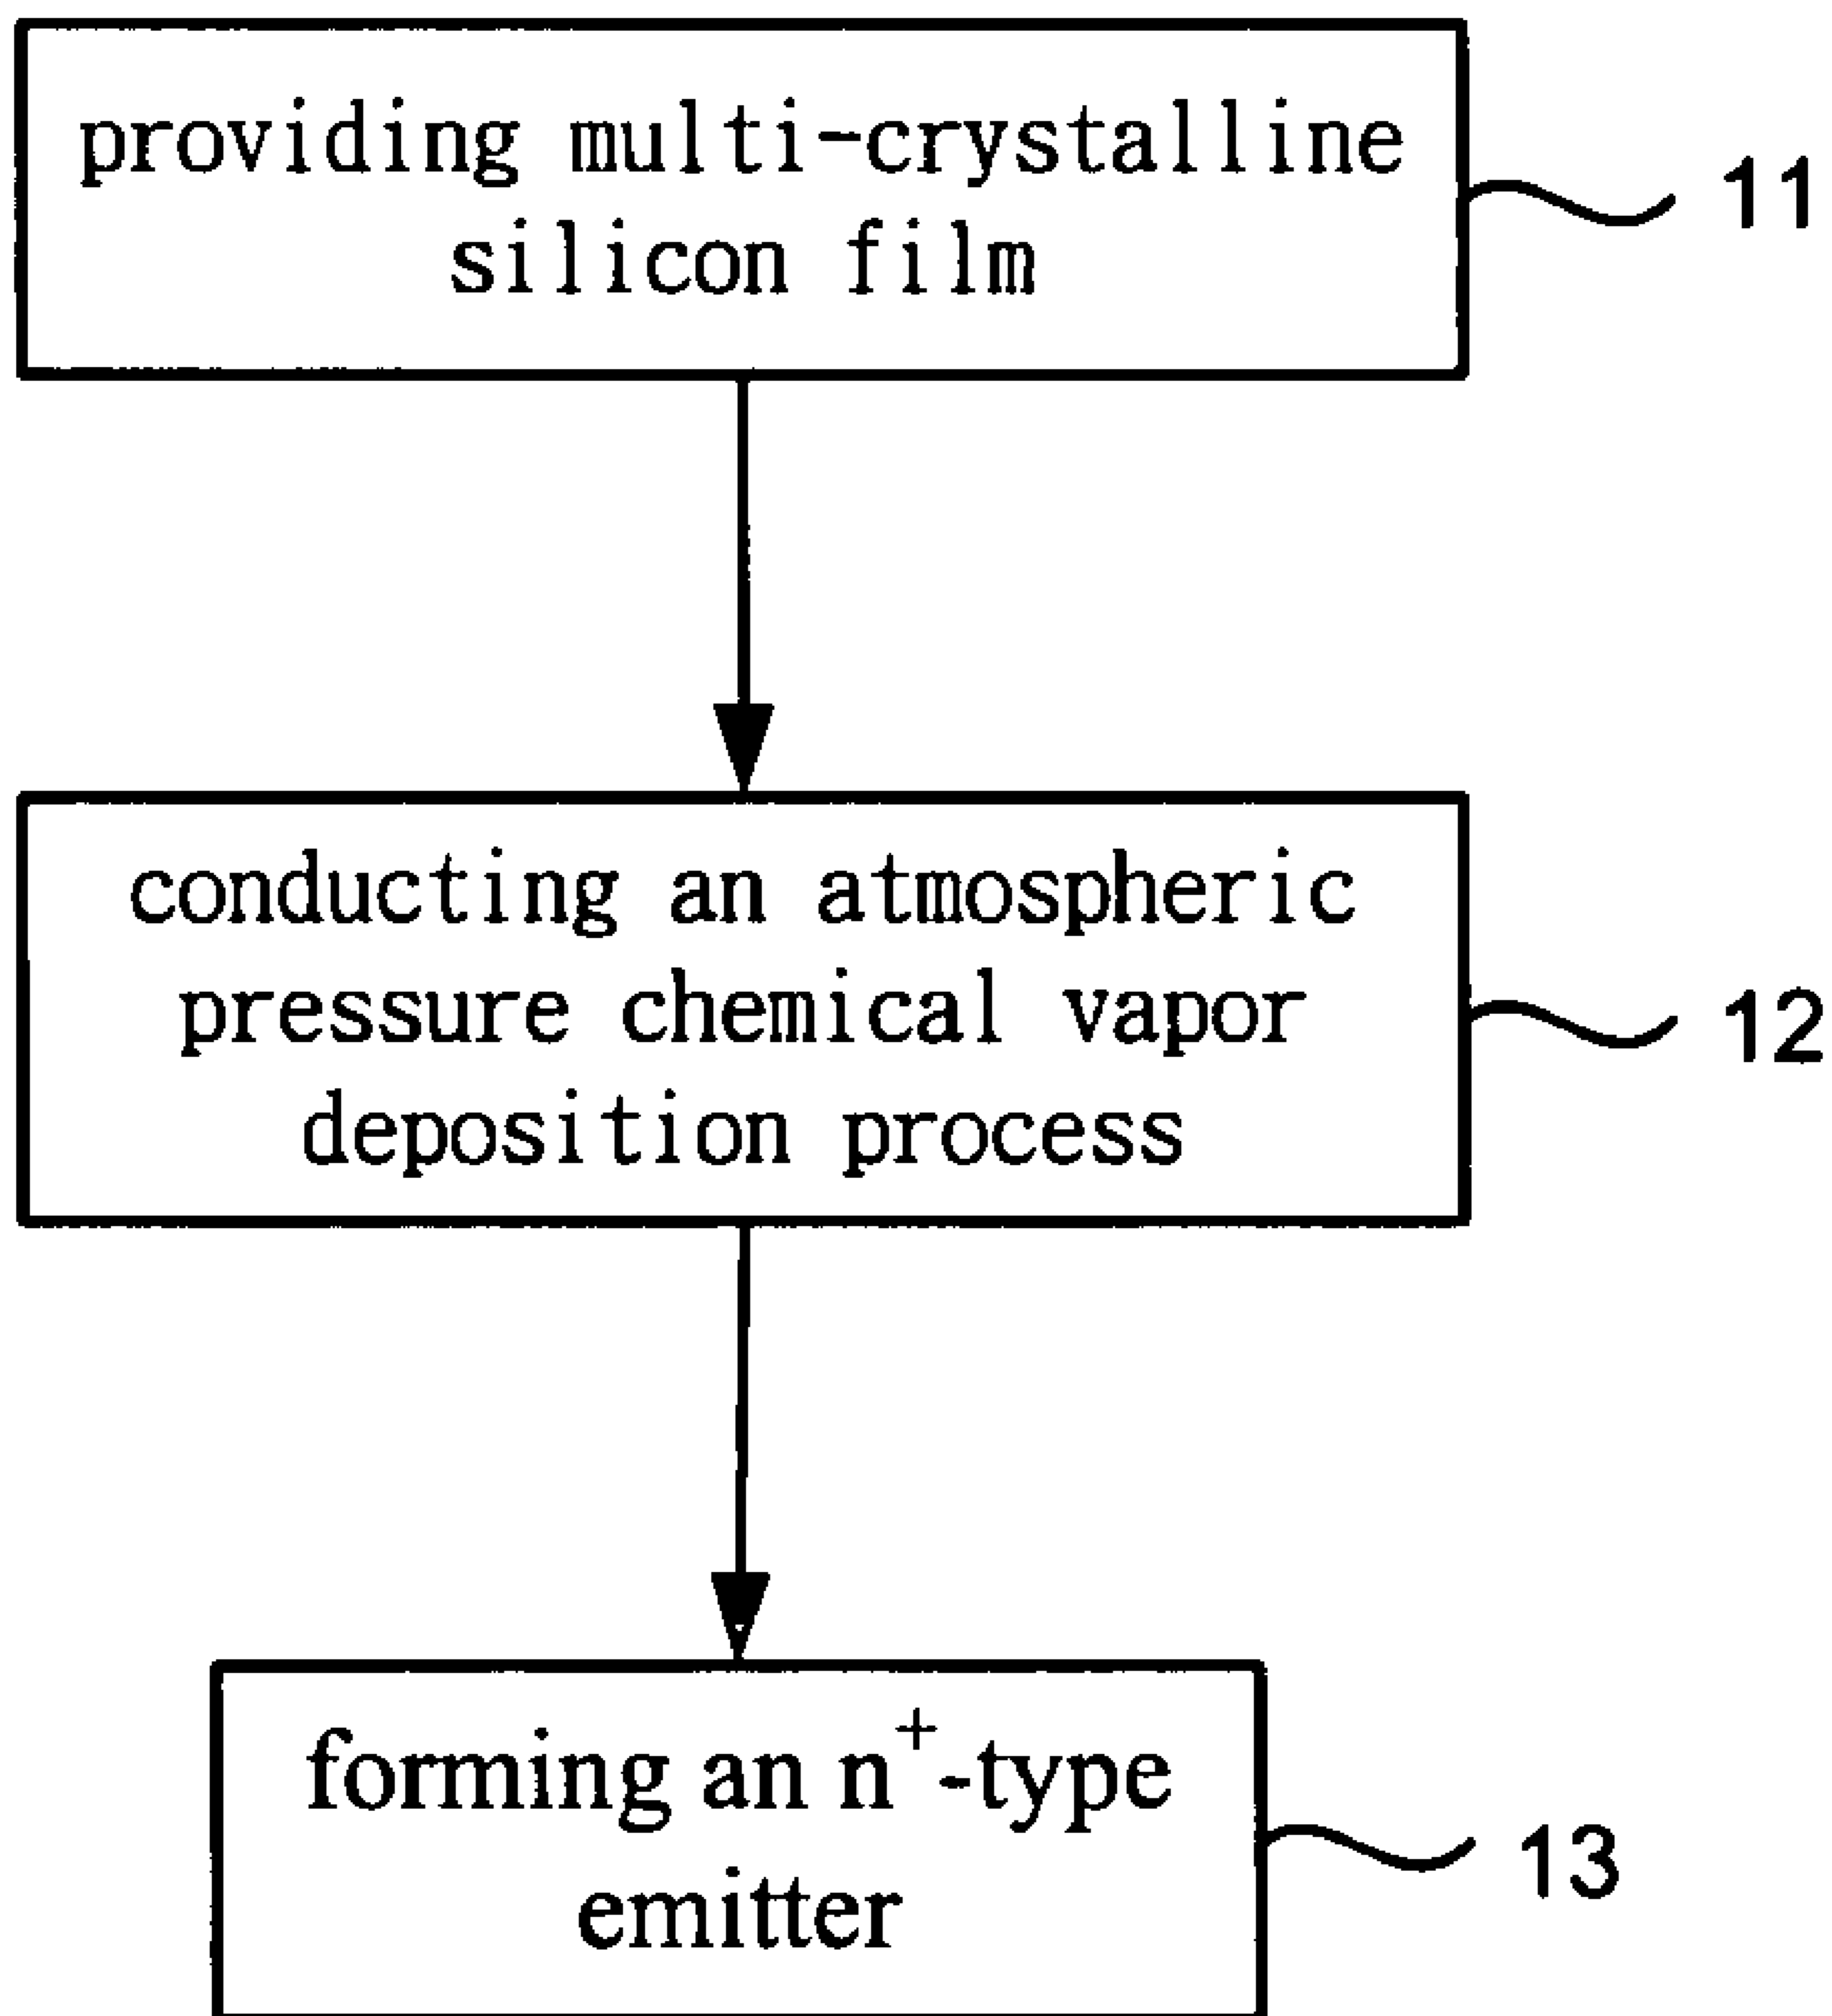 providing multi-crystalline
silicon film
11
conducting an atmospheric
pressure chemical vapor
deposition process
12
forming an n⁺-type
emitter
13